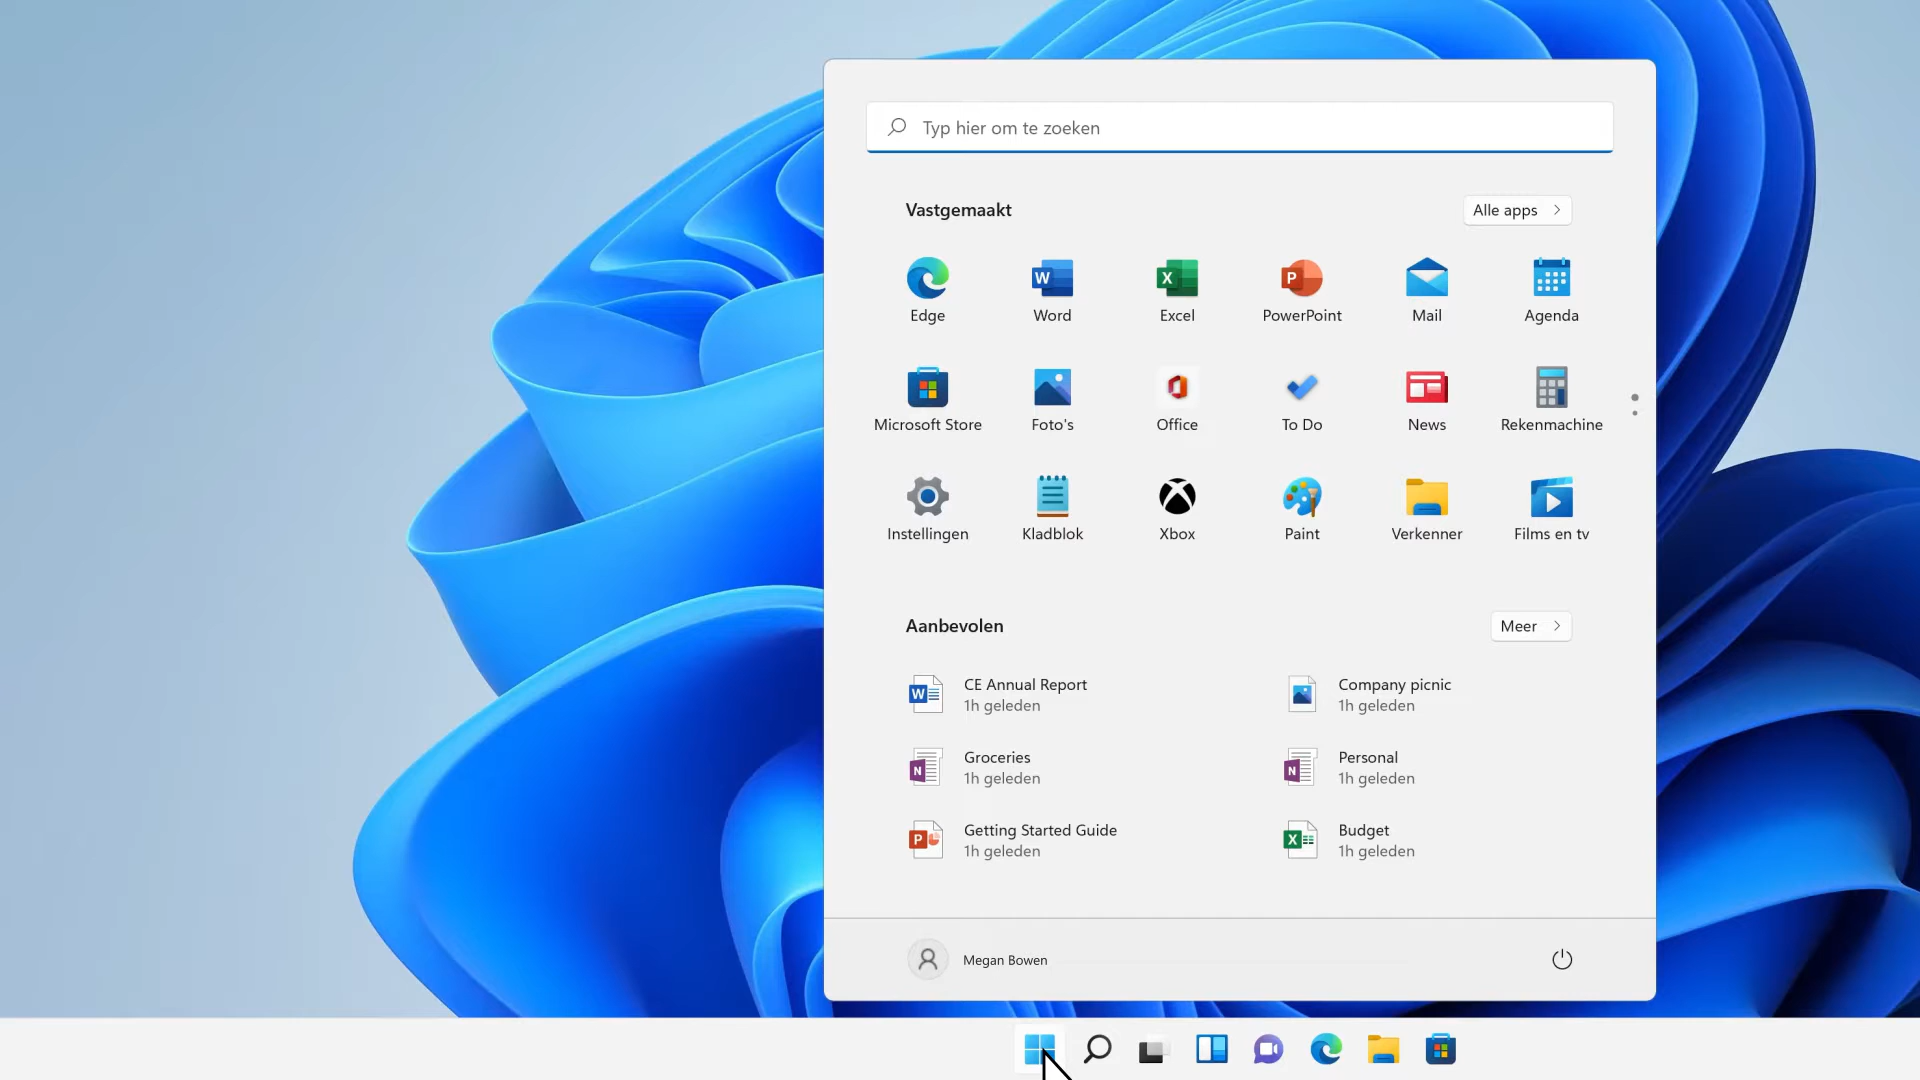 Typ hier om te zoeken
Vastgemaakt
Alle apps
Edge
Word
Excel
PowerPoint
Mail
Agenda
Microsoft Store
Foto's
Office
To Do
News
Rekenmachine
Instellingen
Kladblok
Xbox
Paint
Verkenner
Films en tv
Aanbevolen
Meer
CE Annual Report
1h geleden
Company picnic
1h geleden
Groceries
1h geleden
Personal
1h geleden
Getting Started Guide
1h geleden
Budget
1h geleden
Megan Bowen